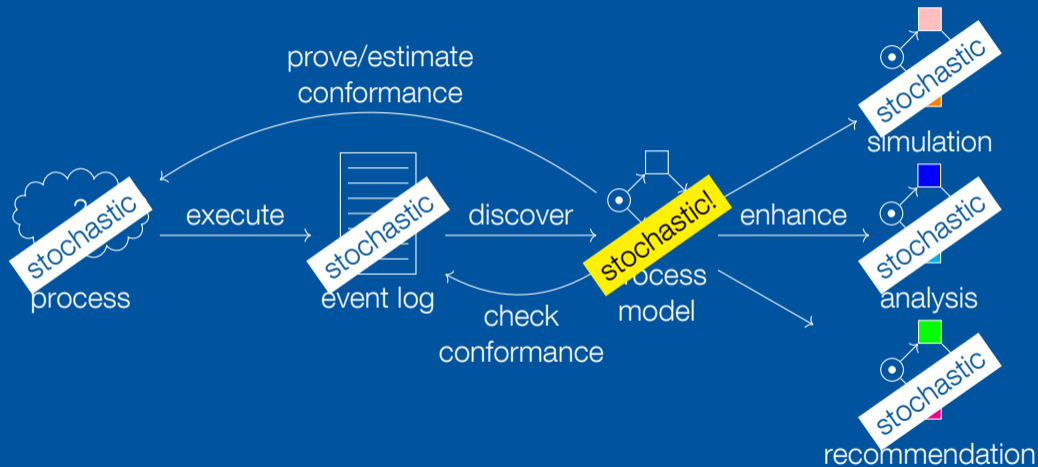 prove/estimate
conformance
stochastic
process
execute
stochastic
event log
discover
check
conformance
stochastic!
model
enhance
stochastic
simulation
stochastic
analysis
stochastic
recommendation